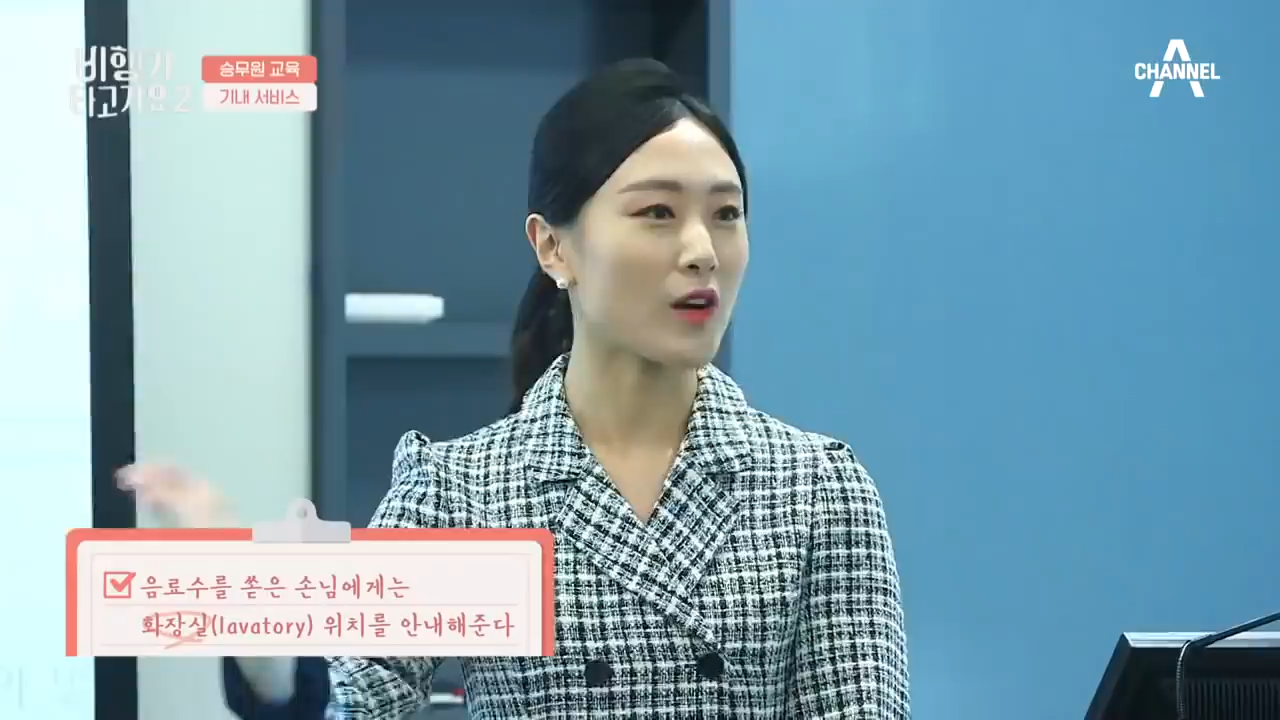 비행기
타고가요 2
승무원 교육
기내 서비스
CHANNEL A
음료수를 쏟은 손님에게는
화장실(lavatory) 위치를 안내해준다